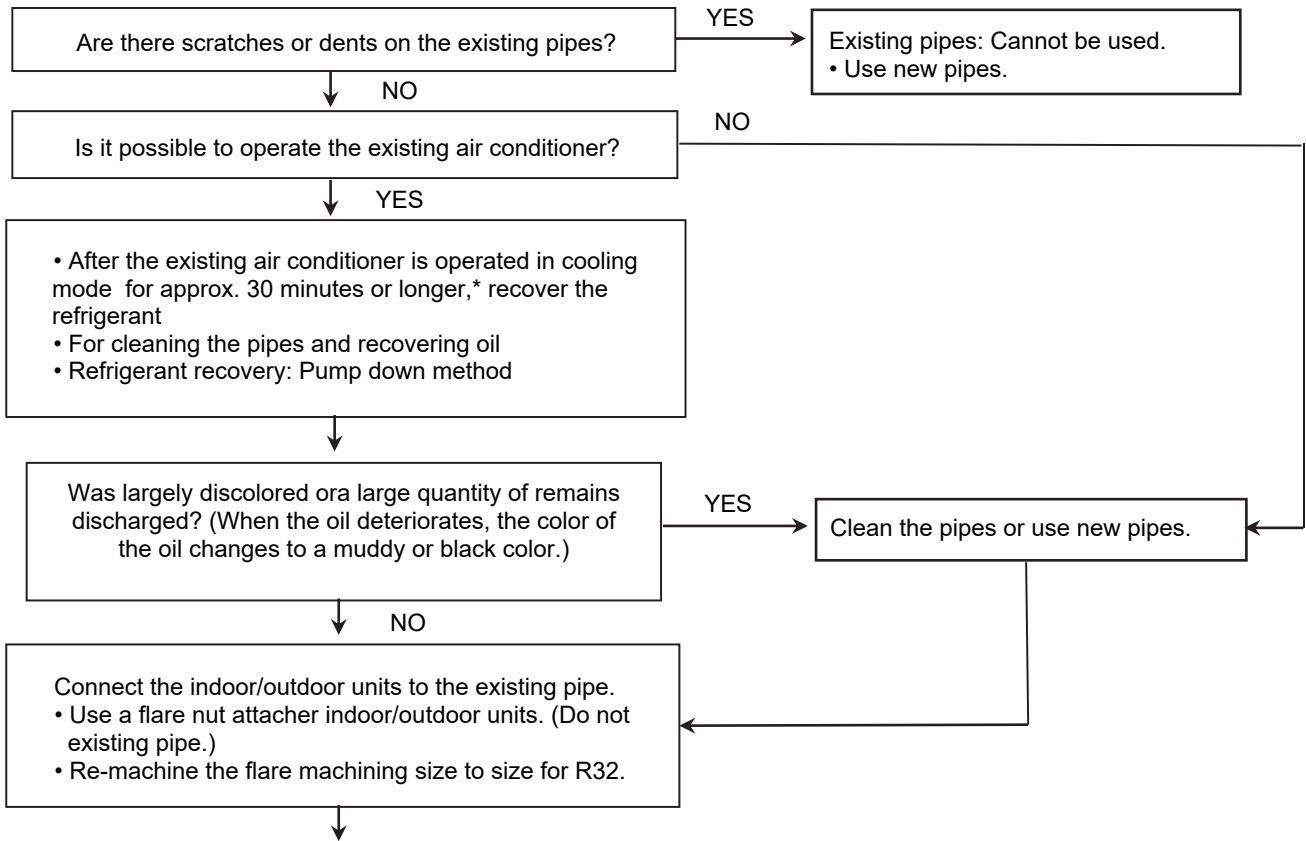 Are there scratches or dents on the existing pipes?
YES
Existing pipes: Cannot be used.
• Use new pipes.
NO
Is it possible to operate the existing air conditioner?
NO
YES
• After the existing air conditioner is operated in cooling
mode for approx. 30 minutes or longer,* recover the
refrigerant
• For cleaning the pipes and recovering oil
• Refrigerant recovery: Pump down method
Was largely discolored ora large quantity of remains
discharged? (When the oil deteriorates, the color of
the oil changes to a muddy or black color.)
YES
Clean the pipes or use new pipes.
NO
Connect the indoor/outdoor units to the existing pipe.
• Use a flare nut attacher indoor/outdoor units. (Do not
existing pipe.)
• Re-machine the flare machining size to size for R32.